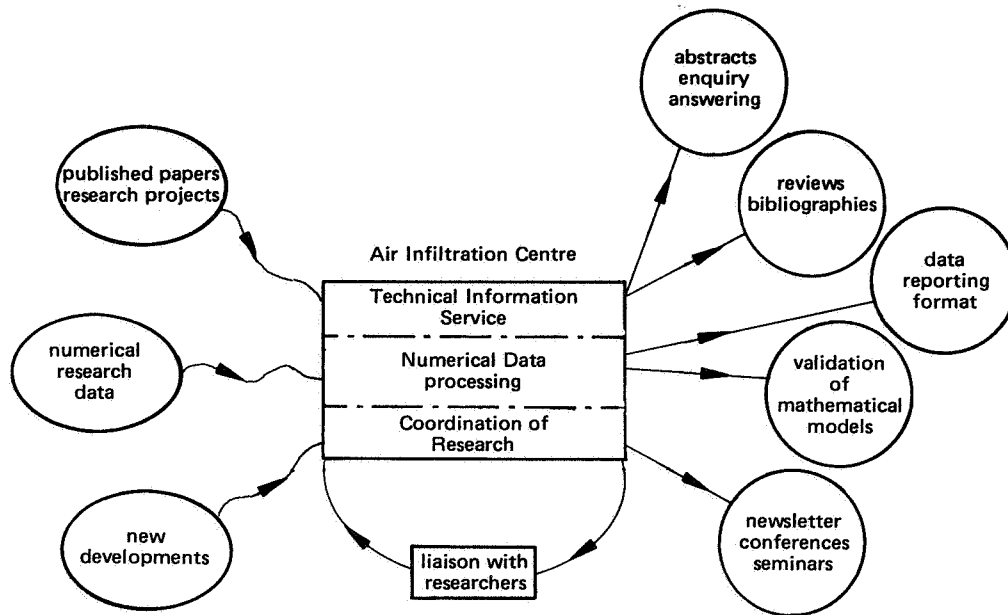 published papers
research projects
numerical
research
data
new
developments
Air Infiltration Centre
Technical Information
Service
Numerical Data
processing
Coordination of
Research
liaison with
researchers
abstracts
enquiry
answering
reviews
bibliographies
data
reporting
format
validation
of
mathematical
models
newsletter
conferences
seminars